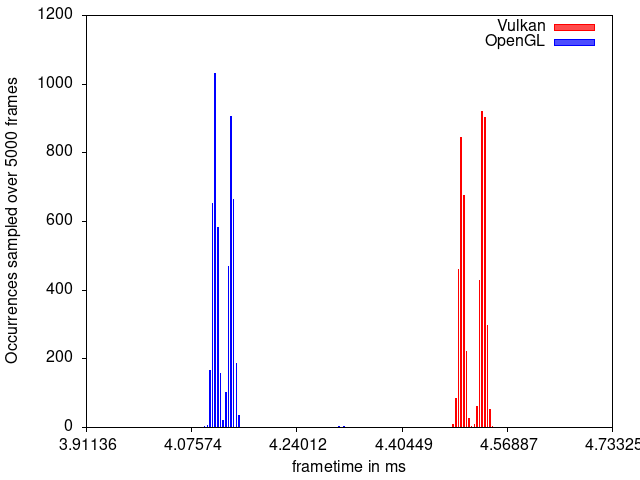 1200
Vulkan
OpenGL
1000
800
600
400
200
0
Occurrences sampled over 5000 frames
3.91136 4.07574 4.24012 4.40449 4.56887 4.73325
frametime in ms